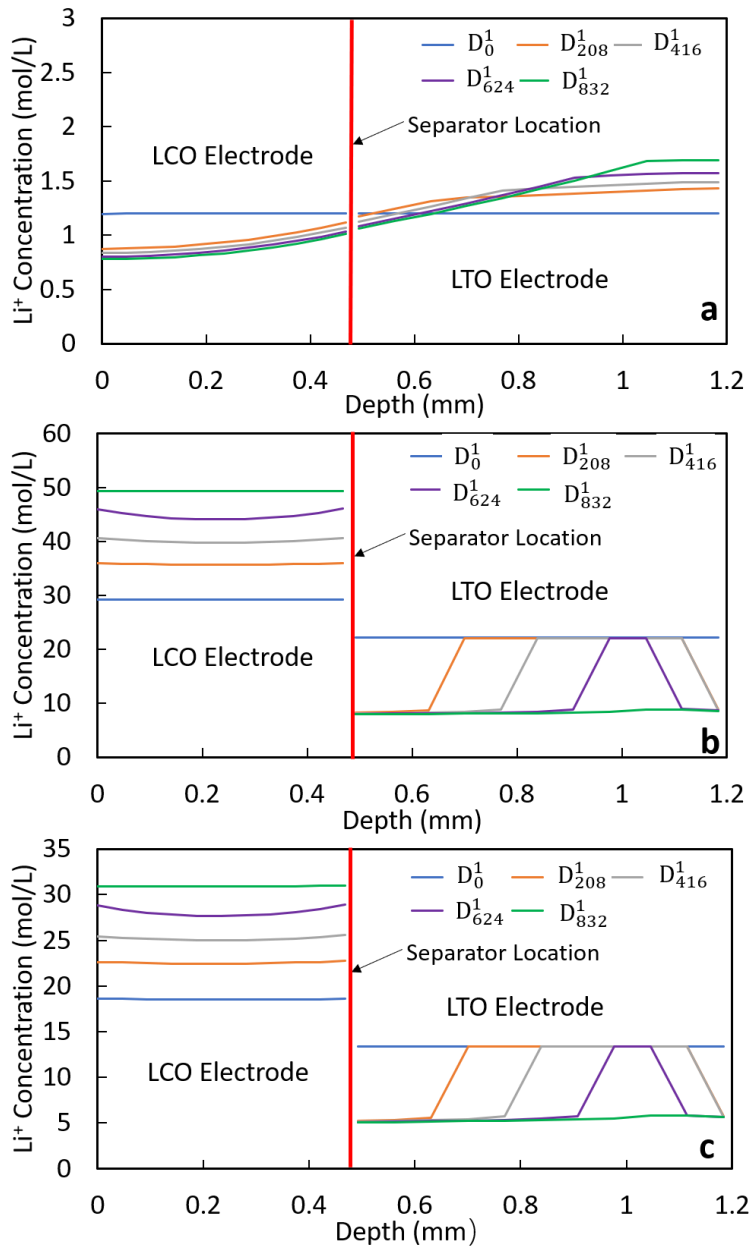 3
2.5
2
1.5
1
0.5
0
Li⁺ Concentration (mol/L)
D₀¹ D₂₀₈¹ D₄₁₆¹
D₆₂₄¹ D₈₃₂¹
Separator Location
LCO Electrode
LTO Electrode
a
0 0.2 0.4 0.6 0.8 1 1.2
Depth (mm)
60
50
40
30
20
10
0
Li⁺ Concentration (mol/L)
D₀¹ D₂₀₈¹ D₄₁₆¹
D₆₂₄¹ D₈₃₂¹
Separator Location
LTO Electrode
LCO Electrode
b
0 0.2 0.4 0.6 0.8 1 1.2
Depth (mm)
35
30
25
20
15
10
5
0
Li⁺ Concentration (mol/L)
D₀¹ D₂₀₈¹ D₄₁₆¹
D₆₂₄¹ D₈₃₂¹
Separator Location
LTO Electrode
LCO Electrode
c
0 0.2 0.4 0.6 0.8 1 1.2
Depth (mm)